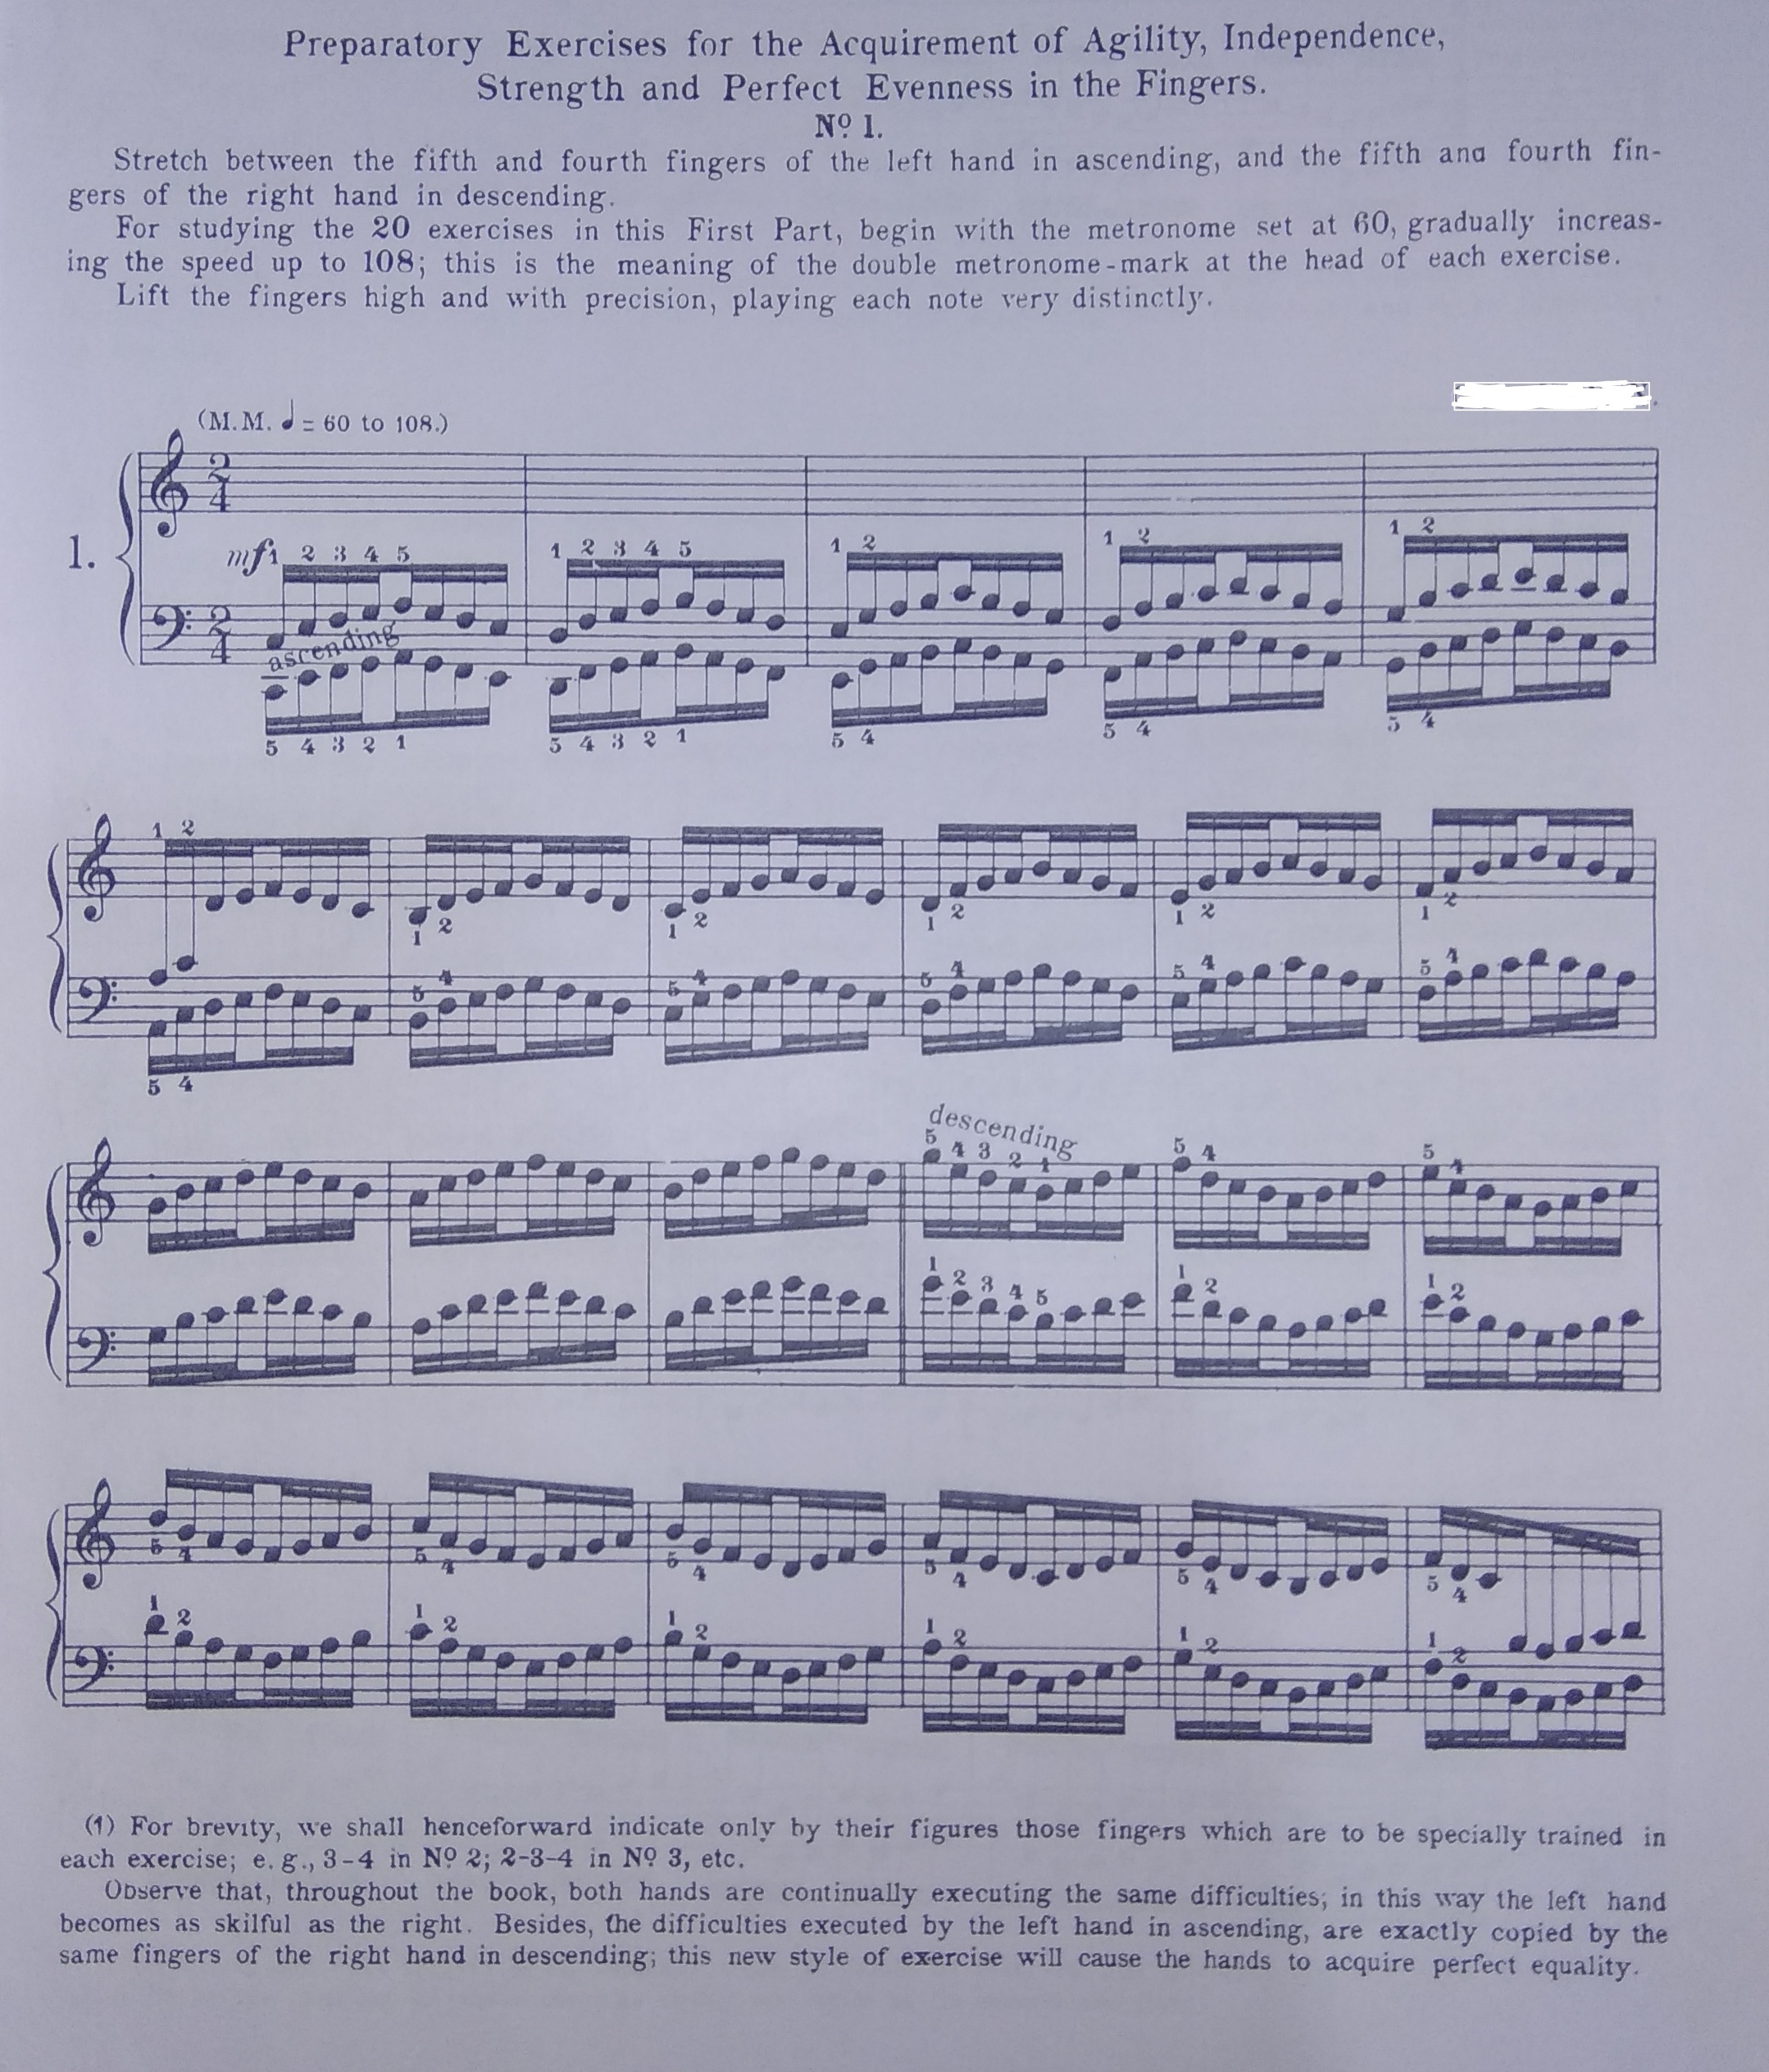 Preparatory Exercises for the Acquirement of Agility, Independence,
Strength and Perfect Evenness in the Fingers.
Nº 1.
Stretch between the fifth and fourth fingers of the left hand in ascending, and the fifth and fourth fin-
gers of the right hand in descending.
For studying the 20 exercises in this First Part, begin with the metronome set at 60, gradually increas-
ing the speed up to 108; this is the meaning of the double metronome-mark at the head of each exercise.
Lift the fingers high and with precision, playing each note very distinctly.
(M.M. ♩ = 60 to 108.)
1.
2 4
mf 1 2 3 4 5 1 2 3 4 5 1 2 1 2 1 2
2 4
ascending
5 4 3 2 1 5 4 3 2 1 5 4 5 4 5 4
1 2
1 2 1 2 1 2 1 2 1 2
5 4 5 4 5 4 5 4 5 4
5 4
descending
5 4 3 2 1 5 4 5 4
1 2 3 4 5 1 2 1 2
5 4 5 4 5 4 5 4 5 4 5 4
1 2 1 2 1 2 1 2 1 2 1 2
(1) For brevity, we shall henceforward indicate only by their figures those fingers which are to be specially trained in
each exercise; e. g., 3-4 in Nº 2; 2-3-4 in Nº 3, etc.
Observe that, throughout the book, both hands are continually executing the same difficulties; in this way the left hand
becomes as skilful as the right. Besides, the difficulties executed by the left hand in ascending, are exactly copied by the
same fingers of the right hand in descending; this new style of exercise will cause the hands to acquire perfect equality.